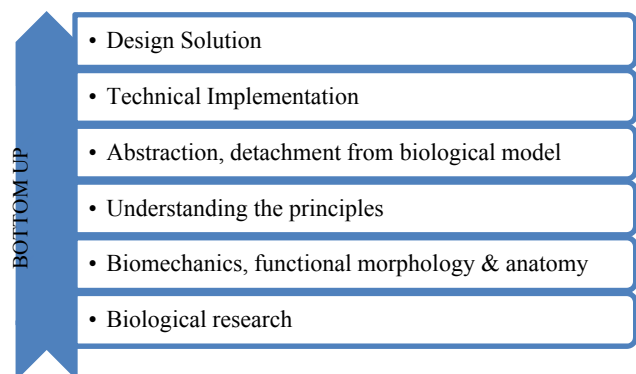 BOTTOM UP
• Design Solution
• Technical Implementation
• Abstraction, detachment from biological model
• Understanding the principles
• Biomechanics, functional morphology & anatomy
• Biological research